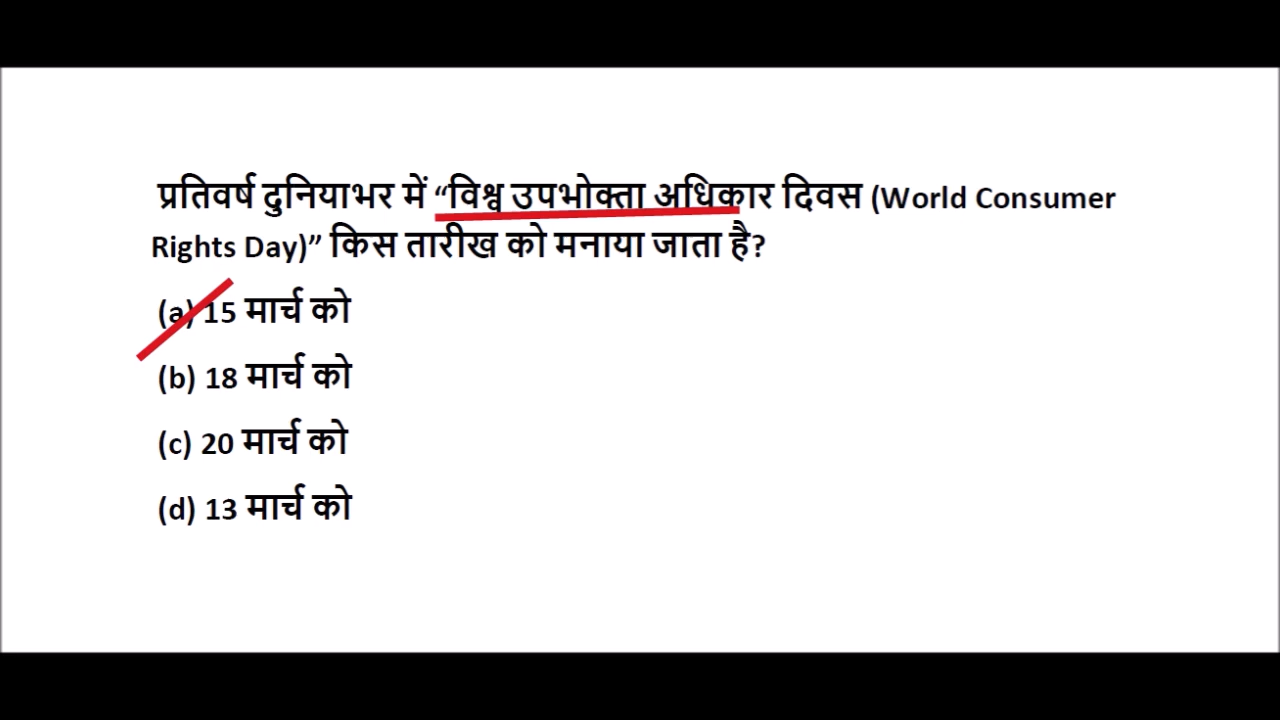 प्रतिवर्ष दुनियाभर में “विश्व उपभोक्ता अधिकार दिवस (World Consumer
Rights Day)” किस तारीख को मनाया जाता है?
(a) 15 मार्च को
(b) 18 मार्च को
(c) 20 मार्च को
(d) 13 मार्च को